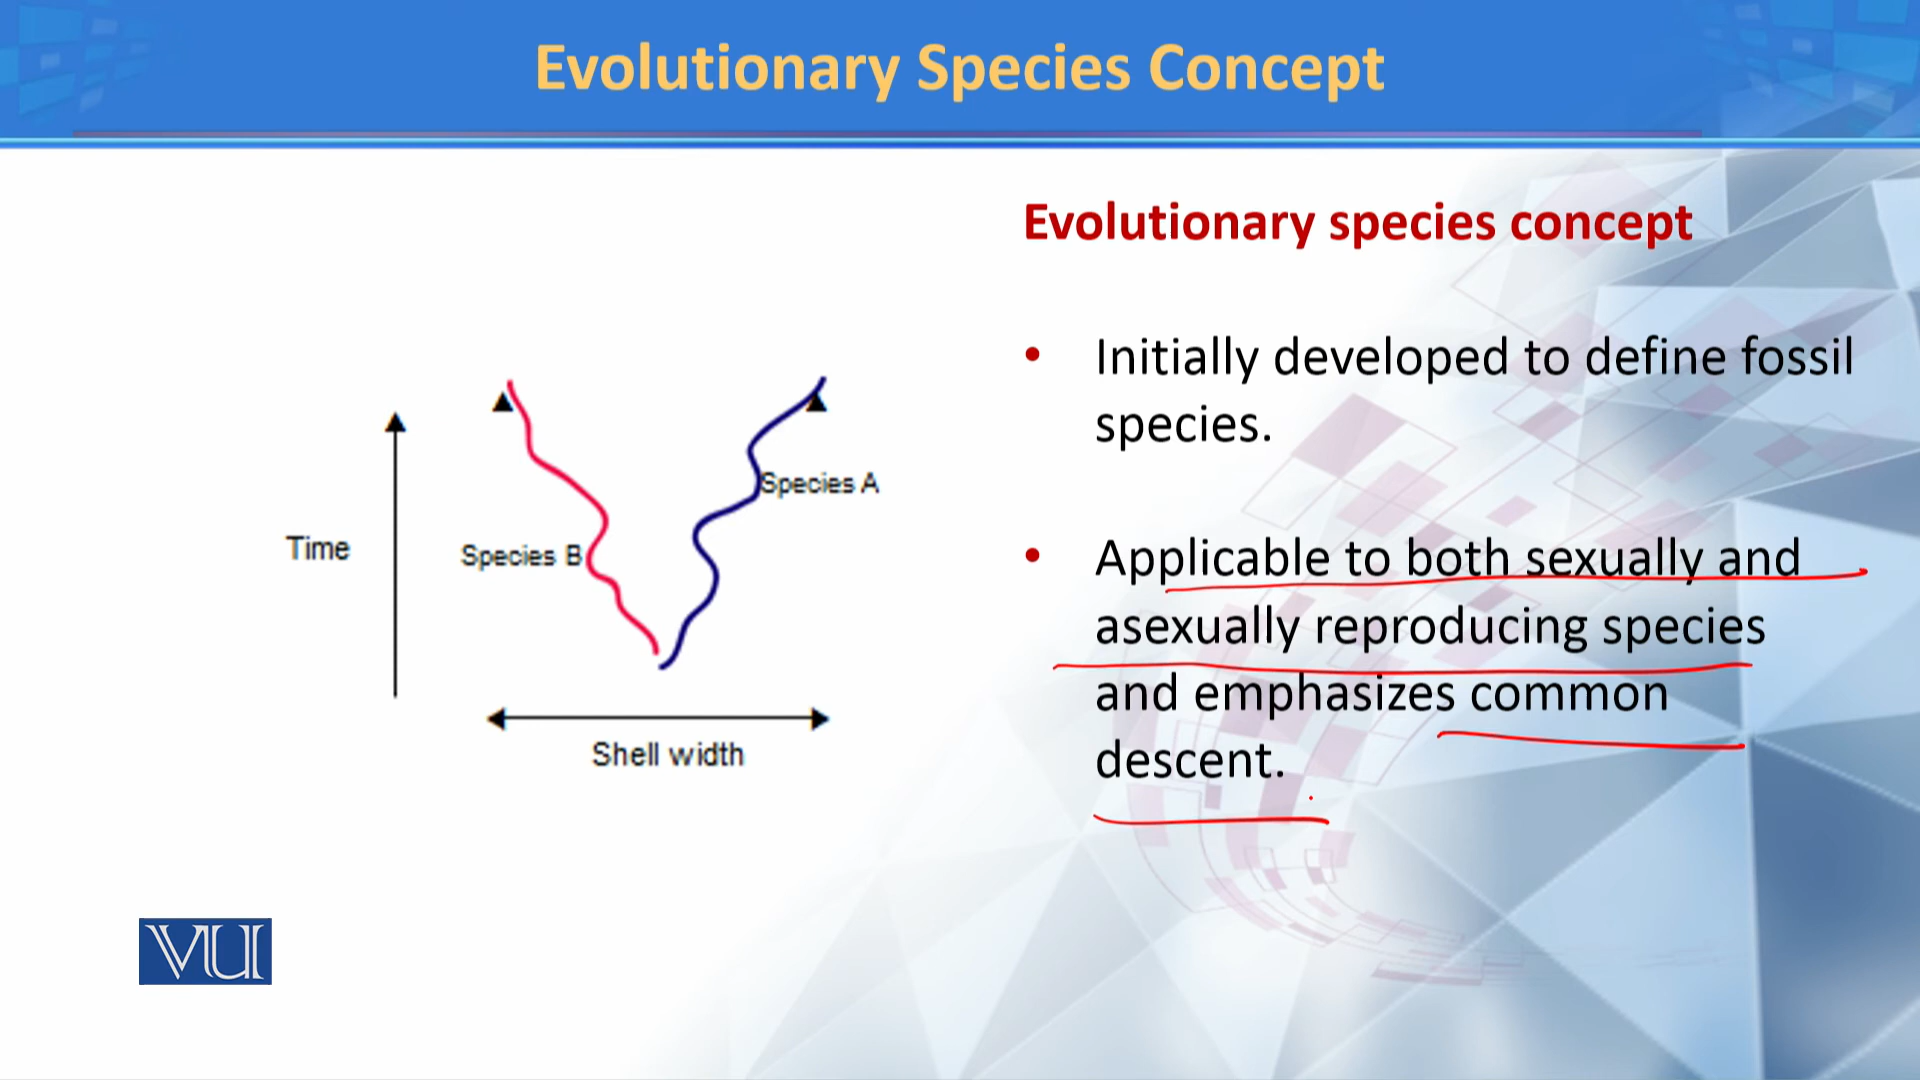 Evolutionary Species Concept
Evolutionary species concept
• Initially developed to define fossil
species.
• Applicable to both sexually and
asexually reproducing species
and emphasizes common
descent.
Species A
Time
Species B
Shell width
VU